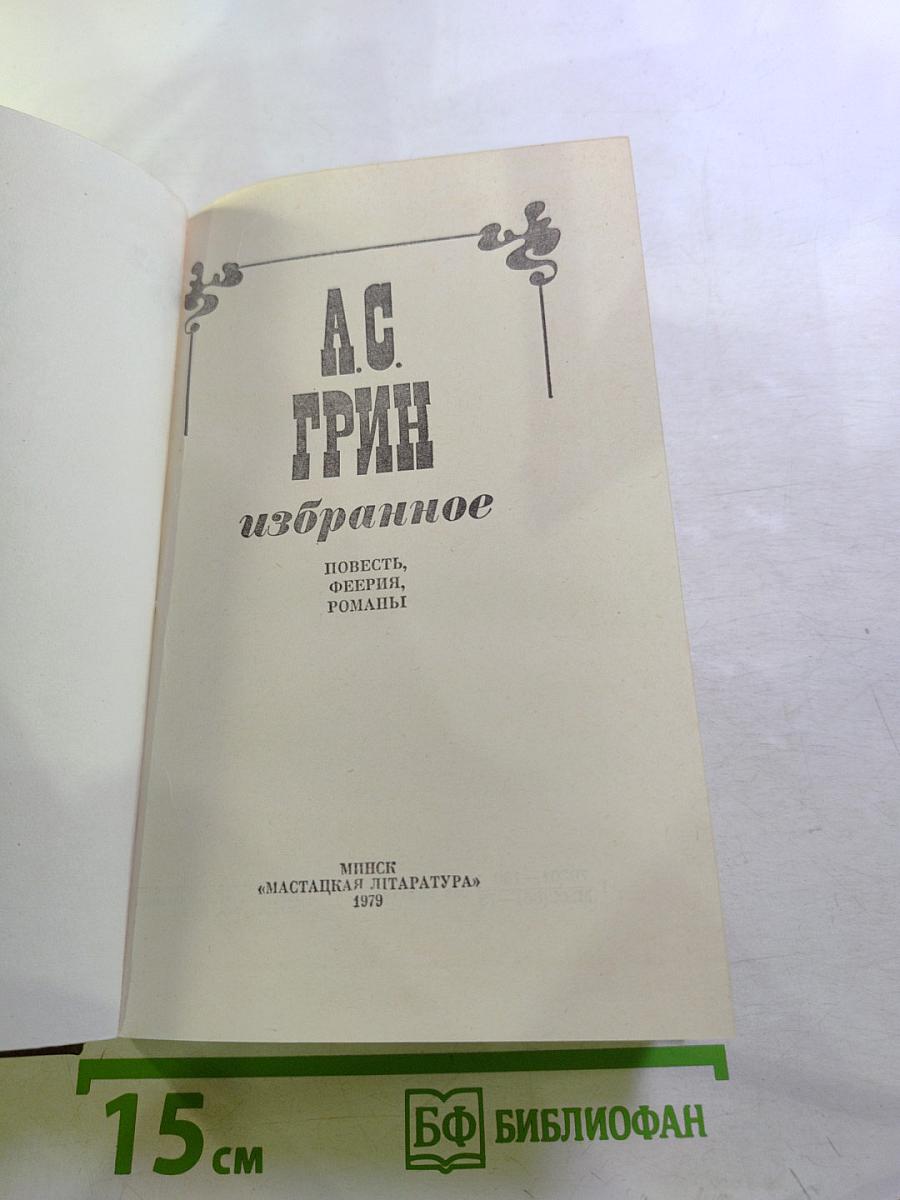 А.С.
ГРИН
избранное
ПОВЕСТЬ,
ФЕЕРИЯ,
РОМАНЫ
МИНСК
«МАСТАЦКАЯ ЛІТАРАТУРА»
1979
15 см
БФ БИБЛИОФАН